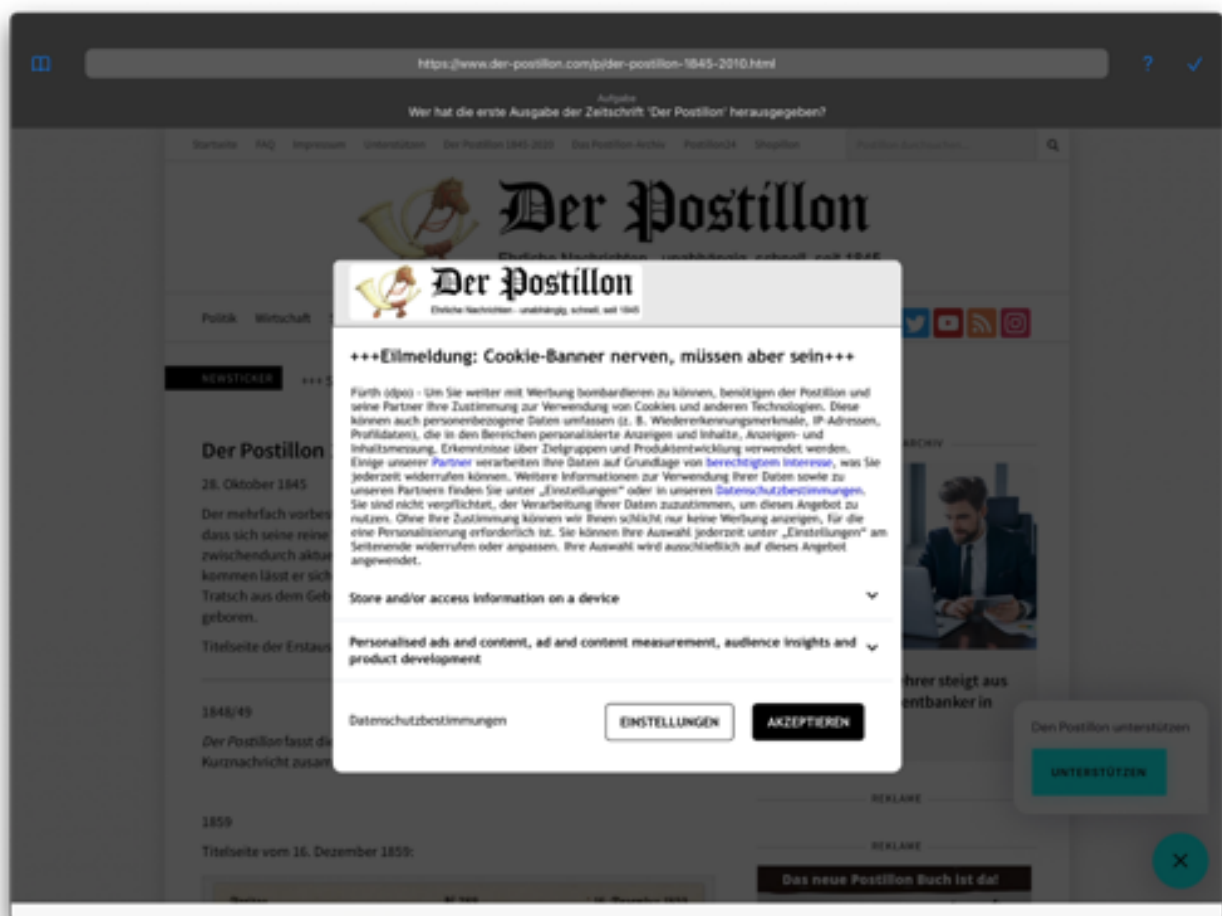 https://www.der-postillon.com/p/der-postillon-1845-2010.html
Aufgabe
Wer hat die erste Ausgabe der Zeitschrift 'Der Postillon' herausgegeben?
Startseite FAQ Impressum Unterstützen Der Postillon 1845-2020 Das Postillon-Archiv Postillon24 Shopillon
Der Postillon
Ehrliche Nachrichten - unabhängig, schnell, seit 1845
Der Postillon
Ehrliche Nachrichten - unabhängig, schnell, seit 1845
Politik Wirtschaft
+++Eilmeldung: Cookie-Banner nerven, müssen aber sein+++
NEWSTICKER +++ S
Fürth (dpo) - Um Sie weiter mit Werbung bombardieren zu können, benötigen der Postillon und
seine Partner Ihre Zustimmung zur Verwendung von Cookies und anderen Technologien. Diese
können auch personenbezogene Daten umfassen (z. B. Wiedererkennungsmerkmale, IP-Adressen,
Profildaten), die in den Bereichen personalisierte Anzeigen und Inhalte, Anzeigen- und
Inhaltsmessung, Erkenntnisse über Zielgruppen und Produktentwicklung verwendet werden.
Einige unserer Partner verarbeiten Ihre Daten auf Grundlage von berechtigtem Interesse, was Sie
jederzeit widerrufen können. Weitere Informationen zur Verwendung Ihrer Daten sowie zu
unseren Partnern finden Sie unter „Einstellungen" oder in unseren Datenschutzbestimmungen.
Sie sind nicht verpflichtet, der Verarbeitung Ihrer Daten zuzustimmen, um dieses Angebot zu
nutzen. Ohne Ihre Zustimmung können wir Ihnen schlicht nur keine Werbung anzeigen, für die
eine Personalisierung erforderlich ist. Sie können Ihre Auswahl jederzeit unter „Einstellungen" am
Seitenende widerrufen oder anpassen. Ihre Auswahl wird ausschließlich auf dieses Angebot
angewendet.
Store and/or access information on a device
Personalised ads and content, ad and content measurement, audience insights and
product development
Datenschutzbestimmungen EINSTELLUNGEN AKZEPTIEREN
Der Postillon
28. Oktober 1845
Der mehrfach vorbes
dass sich seine reine
zwischendurch aktue
kommen lässt er sich
Tratsch aus dem Geb
geboren.
Titelseite der Erstaus
1848/49
Der Postillon fasst die
Kurznachricht zusam
1859
Titelseite vom 16. Dezember 1859:
ARCHIV
hrer steigt aus
entbanker in
Den Postillon unterstützen
UNTERSTÜTZEN
REKLAME
REKLAME
Das neue Postillon Buch ist da!